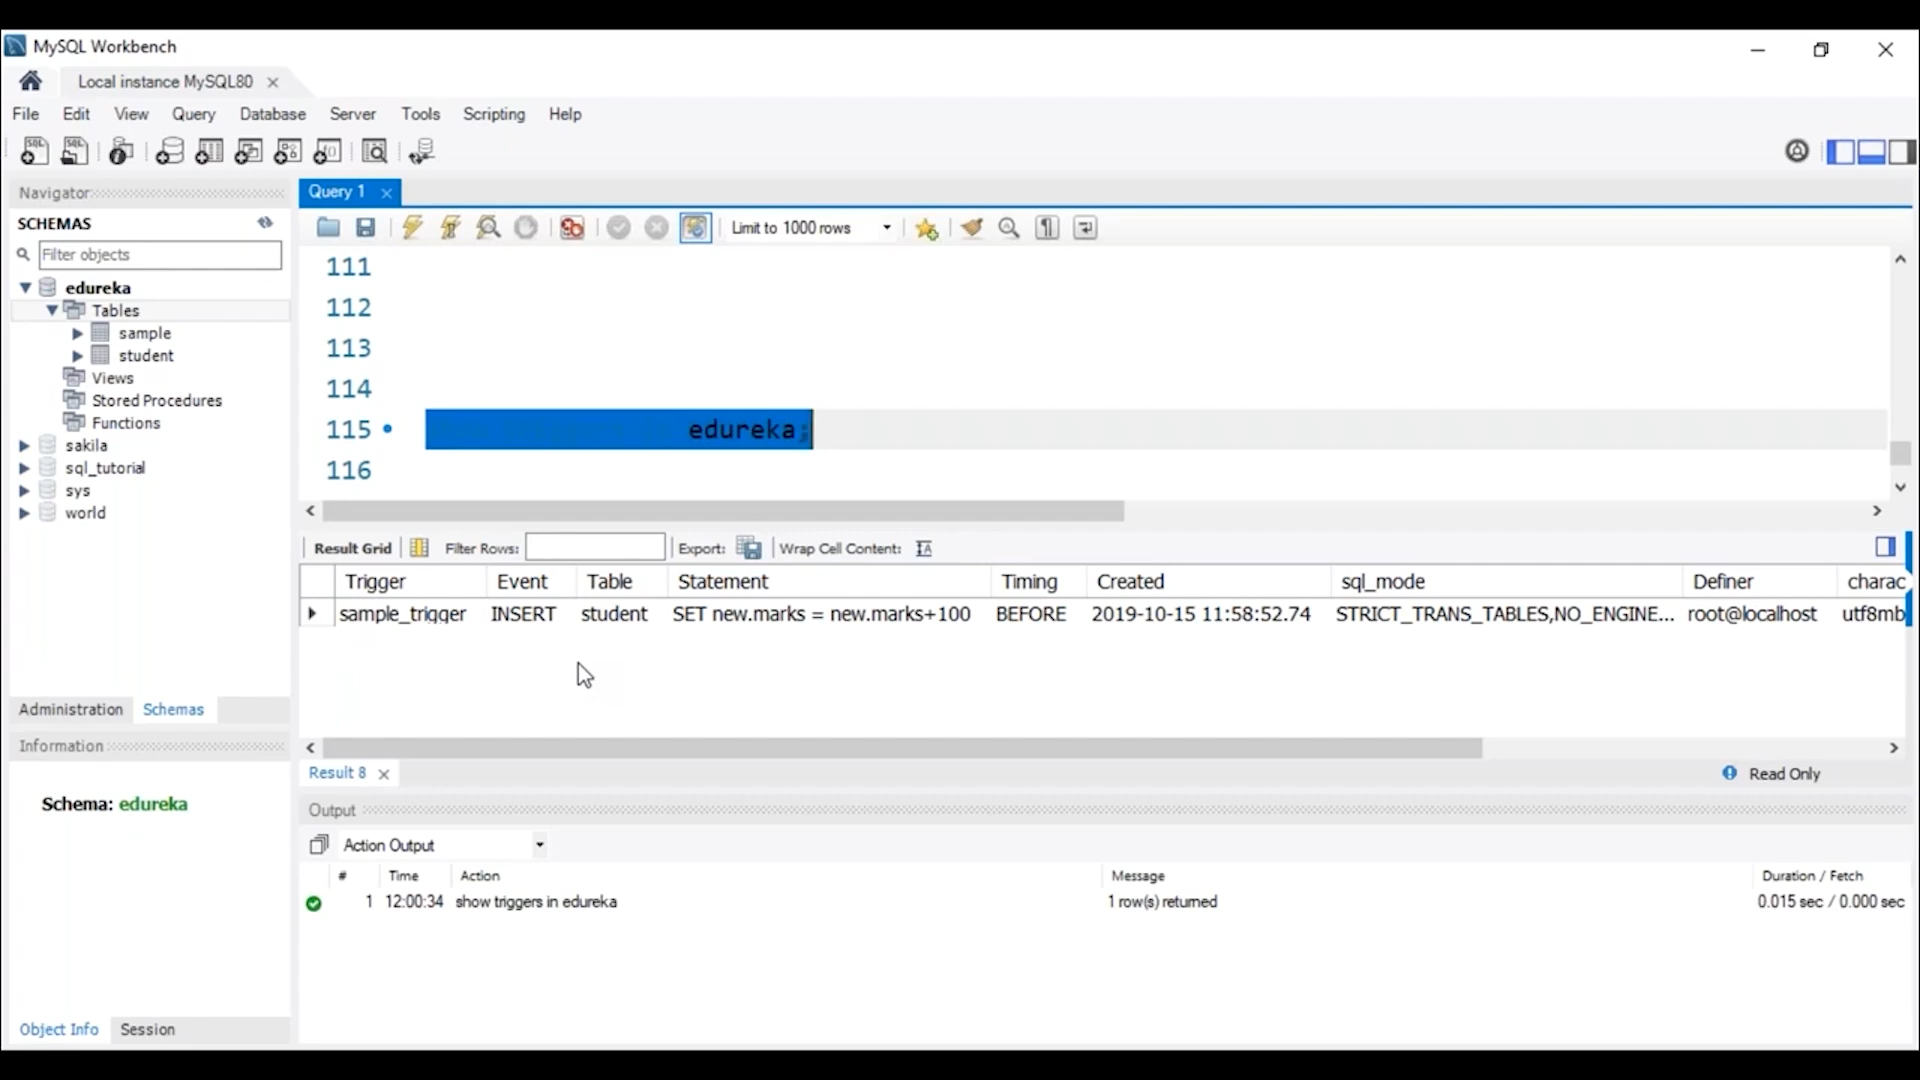 MySQL Workbench
Local instance MySQL80
File Edit View Query Database Server Tools Scripting Help
Navigator
SCHEMAS
Filter objects
edureka
Tables
sample
student
Views
Stored Procedures
Functions
sakila
sql_tutorial
sys
world
Administration Schemas
Information
Schema: edureka
Object Info Session
Query 1
Limit to 1000 rows
111
112
113
114
115 edureka;
116
Result Grid Filter Rows: Export: Wrap Cell Content:
Trigger Event Table Statement Timing Created sql_mode Definer charac
sample_trigger INSERT student SET new.marks = new.marks+100 BEFORE 2019-10-15 11:58:52.74 STRICT_TRANS_TABLES,NO_ENGINE... root@localhost utf8mb
Result 8 Read Only
Output
Action Output
# Time Action Message Duration / Fetch
1 12:00:34 show triggers in edureka 1 row(s) returned 0.015 sec / 0.000 sec